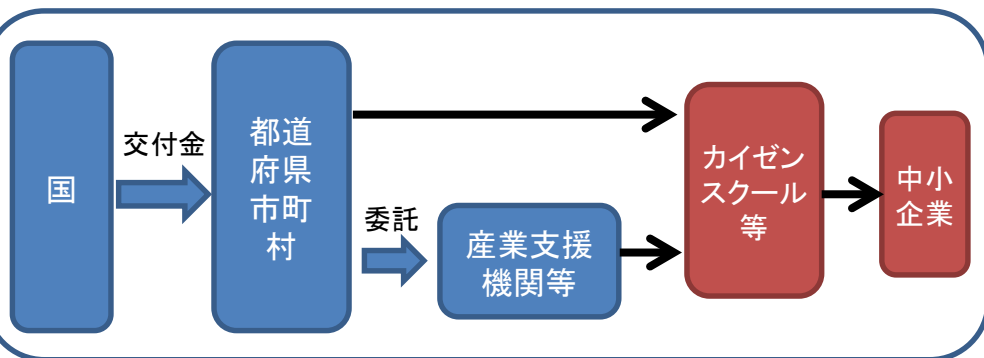 国
交付金
都道
府県
市町
村
委託
産業支援
機関等
カイゼン
スクール
等
中小
企業